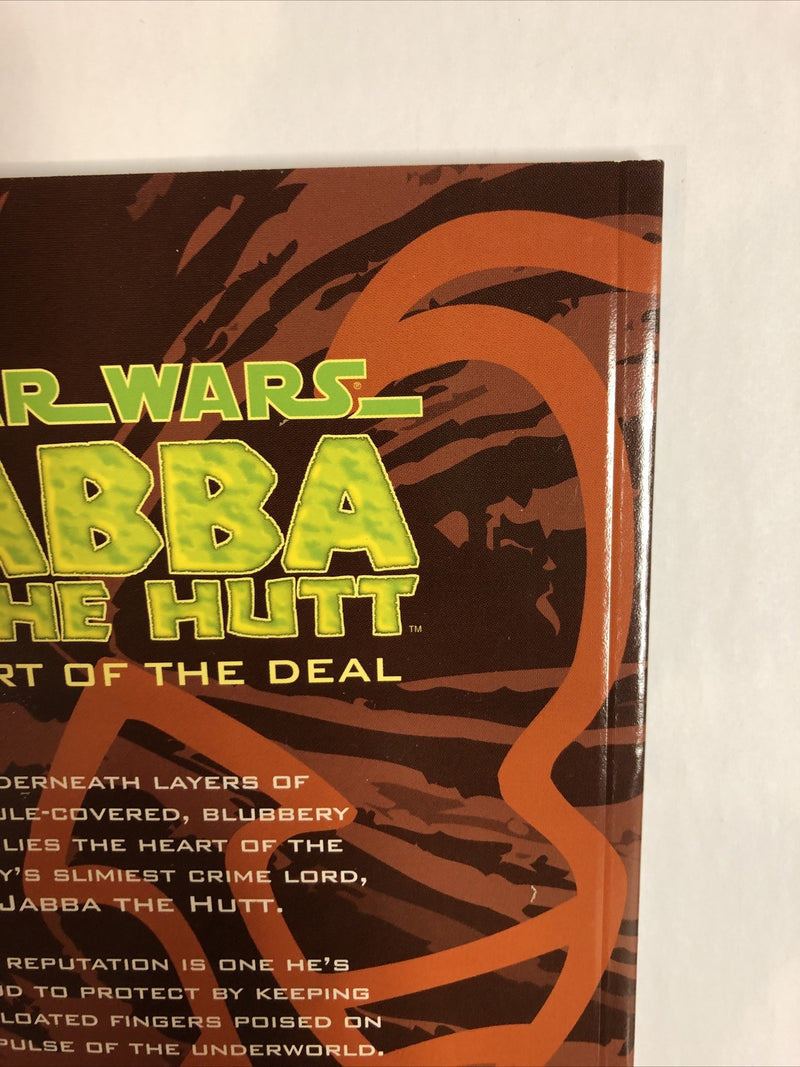 AR WARS®
ABBA
HE HUTT™
RT OF THE DEAL
DERNEATH LAYERS OF
ULE-COVERED, BLUBBERY
LIES THE HEART OF THE
Y'S SLIMIEST CRIME LORD,
JABBA THE HUTT.
REPUTATION IS ONE HE'S
D TO PROTECT BY KEEPING
LOATED FINGERS POISED ON
PULSE OF THE UNDERWORLD.